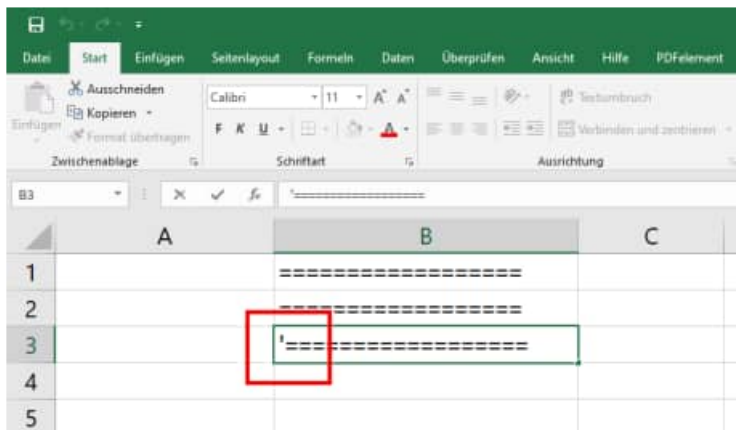 Datei Start Einfügen Seitenlayout Formeln Daten Überprüfen Ansicht Hilfe PDFelement
Ausschneiden
Kopieren
Format übertragen
Einfügen
Calibri 11 A A
F K U A
Textumbruch
Verbinden und zentrieren
Zwischenablage Schriftart Ausrichtung
B3 fx '==================
A B C
1 ==================
2 ==================
3 '==================
4
5